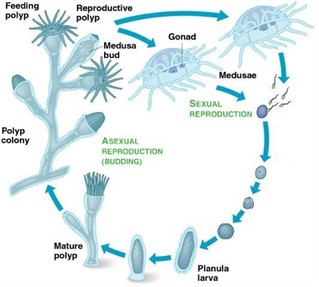 Feeding
polyp
Reproductive
polyp
Medusa
bud
Gonad
Medusae
SEXUAL
REPRODUCTION
Polyp
colony
ASEXUAL
REPRODUCTION
(BUDDING)
Mature
polyp
Planula
larva